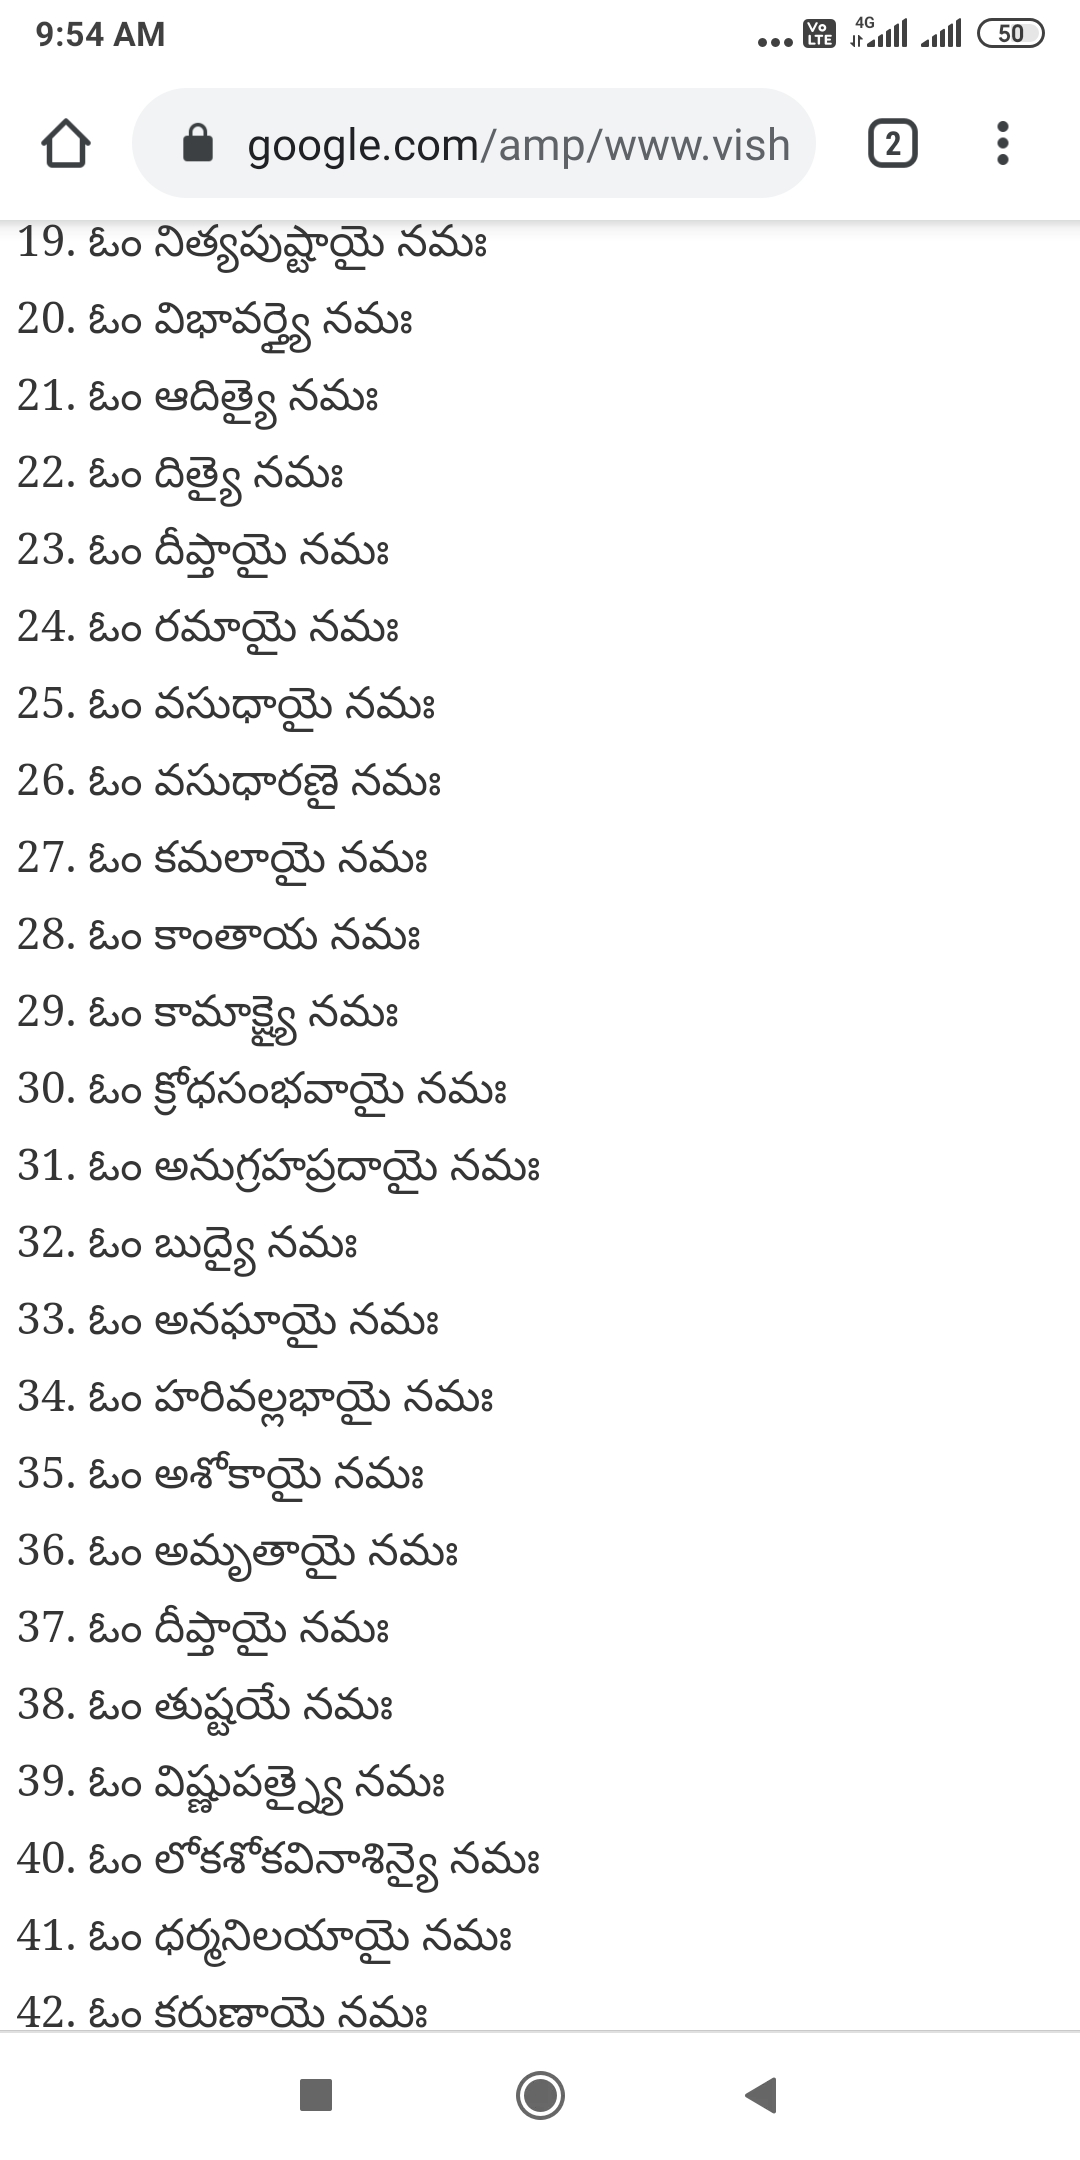 9:54 AM
Vo LTE 4G 50
google.com/amp/www.vish
2
19. ఓం నిత్యపుష్టాయై నమః
20. ఓం విభావర్త్యై నమః
21. ఓం ఆదిత్యై నమః
22. ఓం దిత్యై నమః
23. ఓం దీప్తాయై నమః
24. ఓం రమాయై నమః
25. ఓం వసుధాయై నమః
26. ఓం వసుధారణై నమః
27. ఓం కమలాయై నమః
28. ఓం కాంతాయ నమః
29. ఓం కామాక్ష్యై నమః
30. ఓం క్రోధసంభవాయై నమః
31. ఓం అనుగ్రహప్రదాయై నమః
32. ఓం బుద్యై నమః
33. ఓం అనఘాయై నమః
34. ఓం హరివల్లభాయై నమః
35. ఓం అశోకాయై నమః
36. ఓం అమృతాయై నమః
37. ఓం దీప్తాయై నమః
38. ఓం తుష్టయే నమః
39. ఓం విష్ణుపత్న్యై నమః
40. ఓం లోకశోకవినాశిన్యై నమః
41. ఓం ధర్మనిలయాయై నమః
42. ఓం కరుణాయై నమః